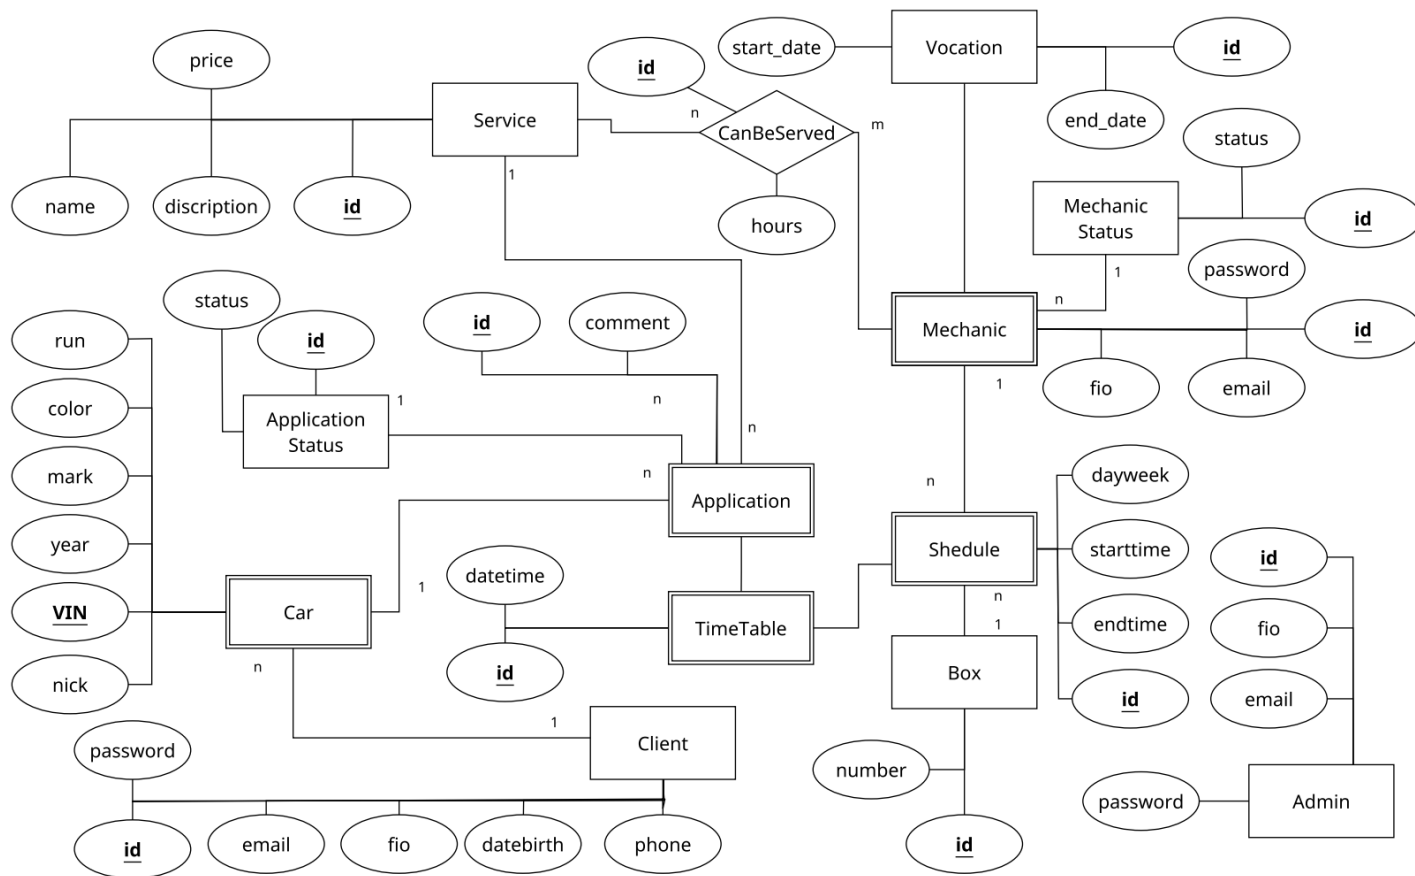 start_date
Vocation
id
price
id
Service
n
CanBeServed
m
end_date
status
name
discription
id
1
hours
Mechanic
Status
id
password
1
status
id
comment
n
run
id
Mechanic
id
color
1
n
1
fio
email
Application
Status
n
mark
n
Application
n
dayweek
year
datetime
Shedule
starttime
id
1
n
VIN
Car
TimeTable
1
endtime
fio
n
nick
id
Box
id
email
1
password
Client
number
password
Admin
id
email
fio
datebirth
phone
id